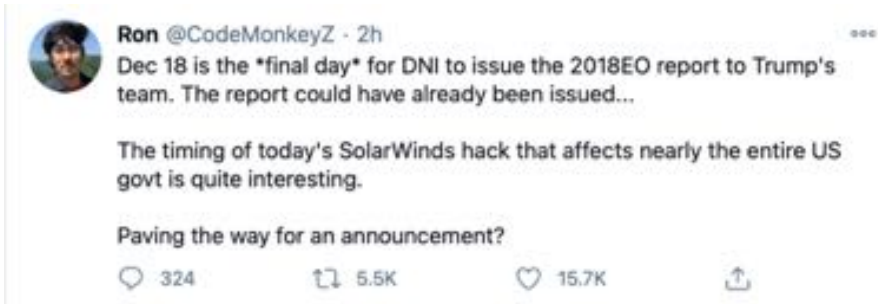 Ron @CodeMonkeyZ · 2h
Dec 18 is the *final day* for DNI to issue the 2018EO report to Trump's
team. The report could have already been issued...
The timing of today's SolarWinds hack that affects nearly the entire US
govt is quite interesting.
Paving the way for an announcement?
324 5.5K 15.7K